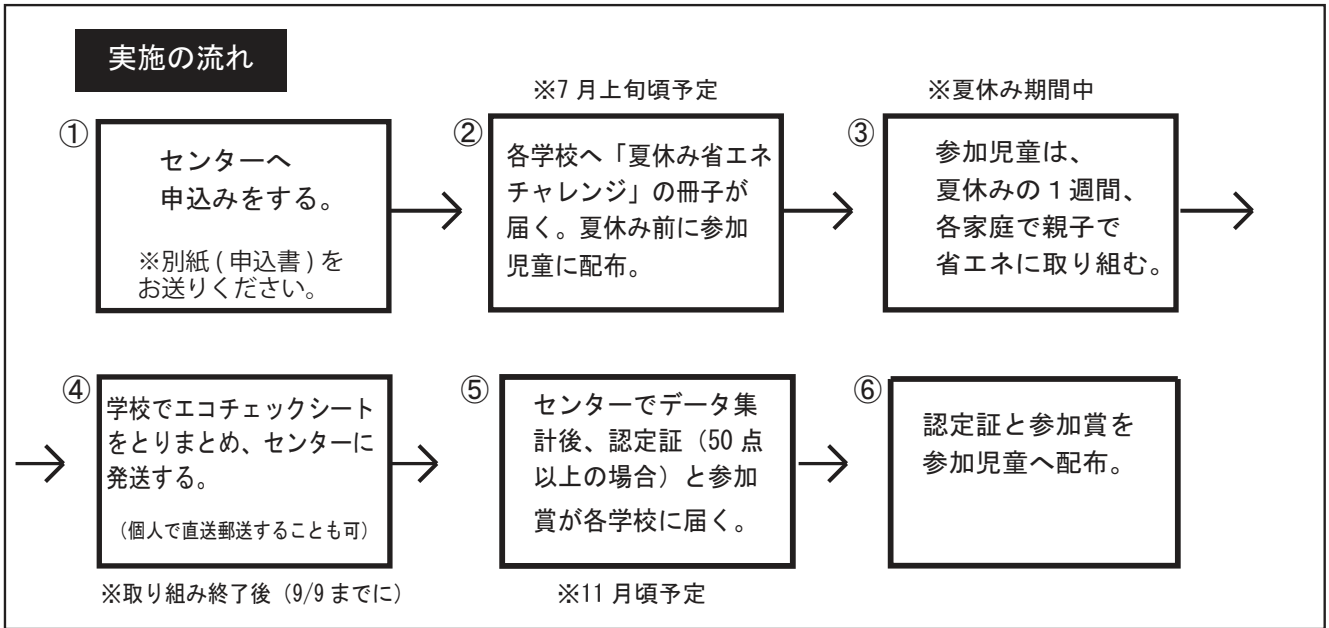 実施の流れ
①
センターへ
申込みをする。
※別紙(申込書)を
お送りください。
※7月上旬頃予定
②
各学校へ「夏休み省エネ
チャレンジ」の冊子が
届く。夏休み前に参加
児童に配布。
※夏休み期間中
③
参加児童は、
夏休みの1週間、
各家庭で親子で
省エネに取り組む。
④
学校でエコチェックシート
をとりまとめ、センターに
発送する。
(個人で直送郵送することも可)
※取り組み終了後(9/9までに)
⑤
センターでデータ集
計後、認定証(50点
以上の場合)と参加
賞が各学校に届く。
※11月頃予定
⑥
認定証と参加賞を
参加児童へ配布。